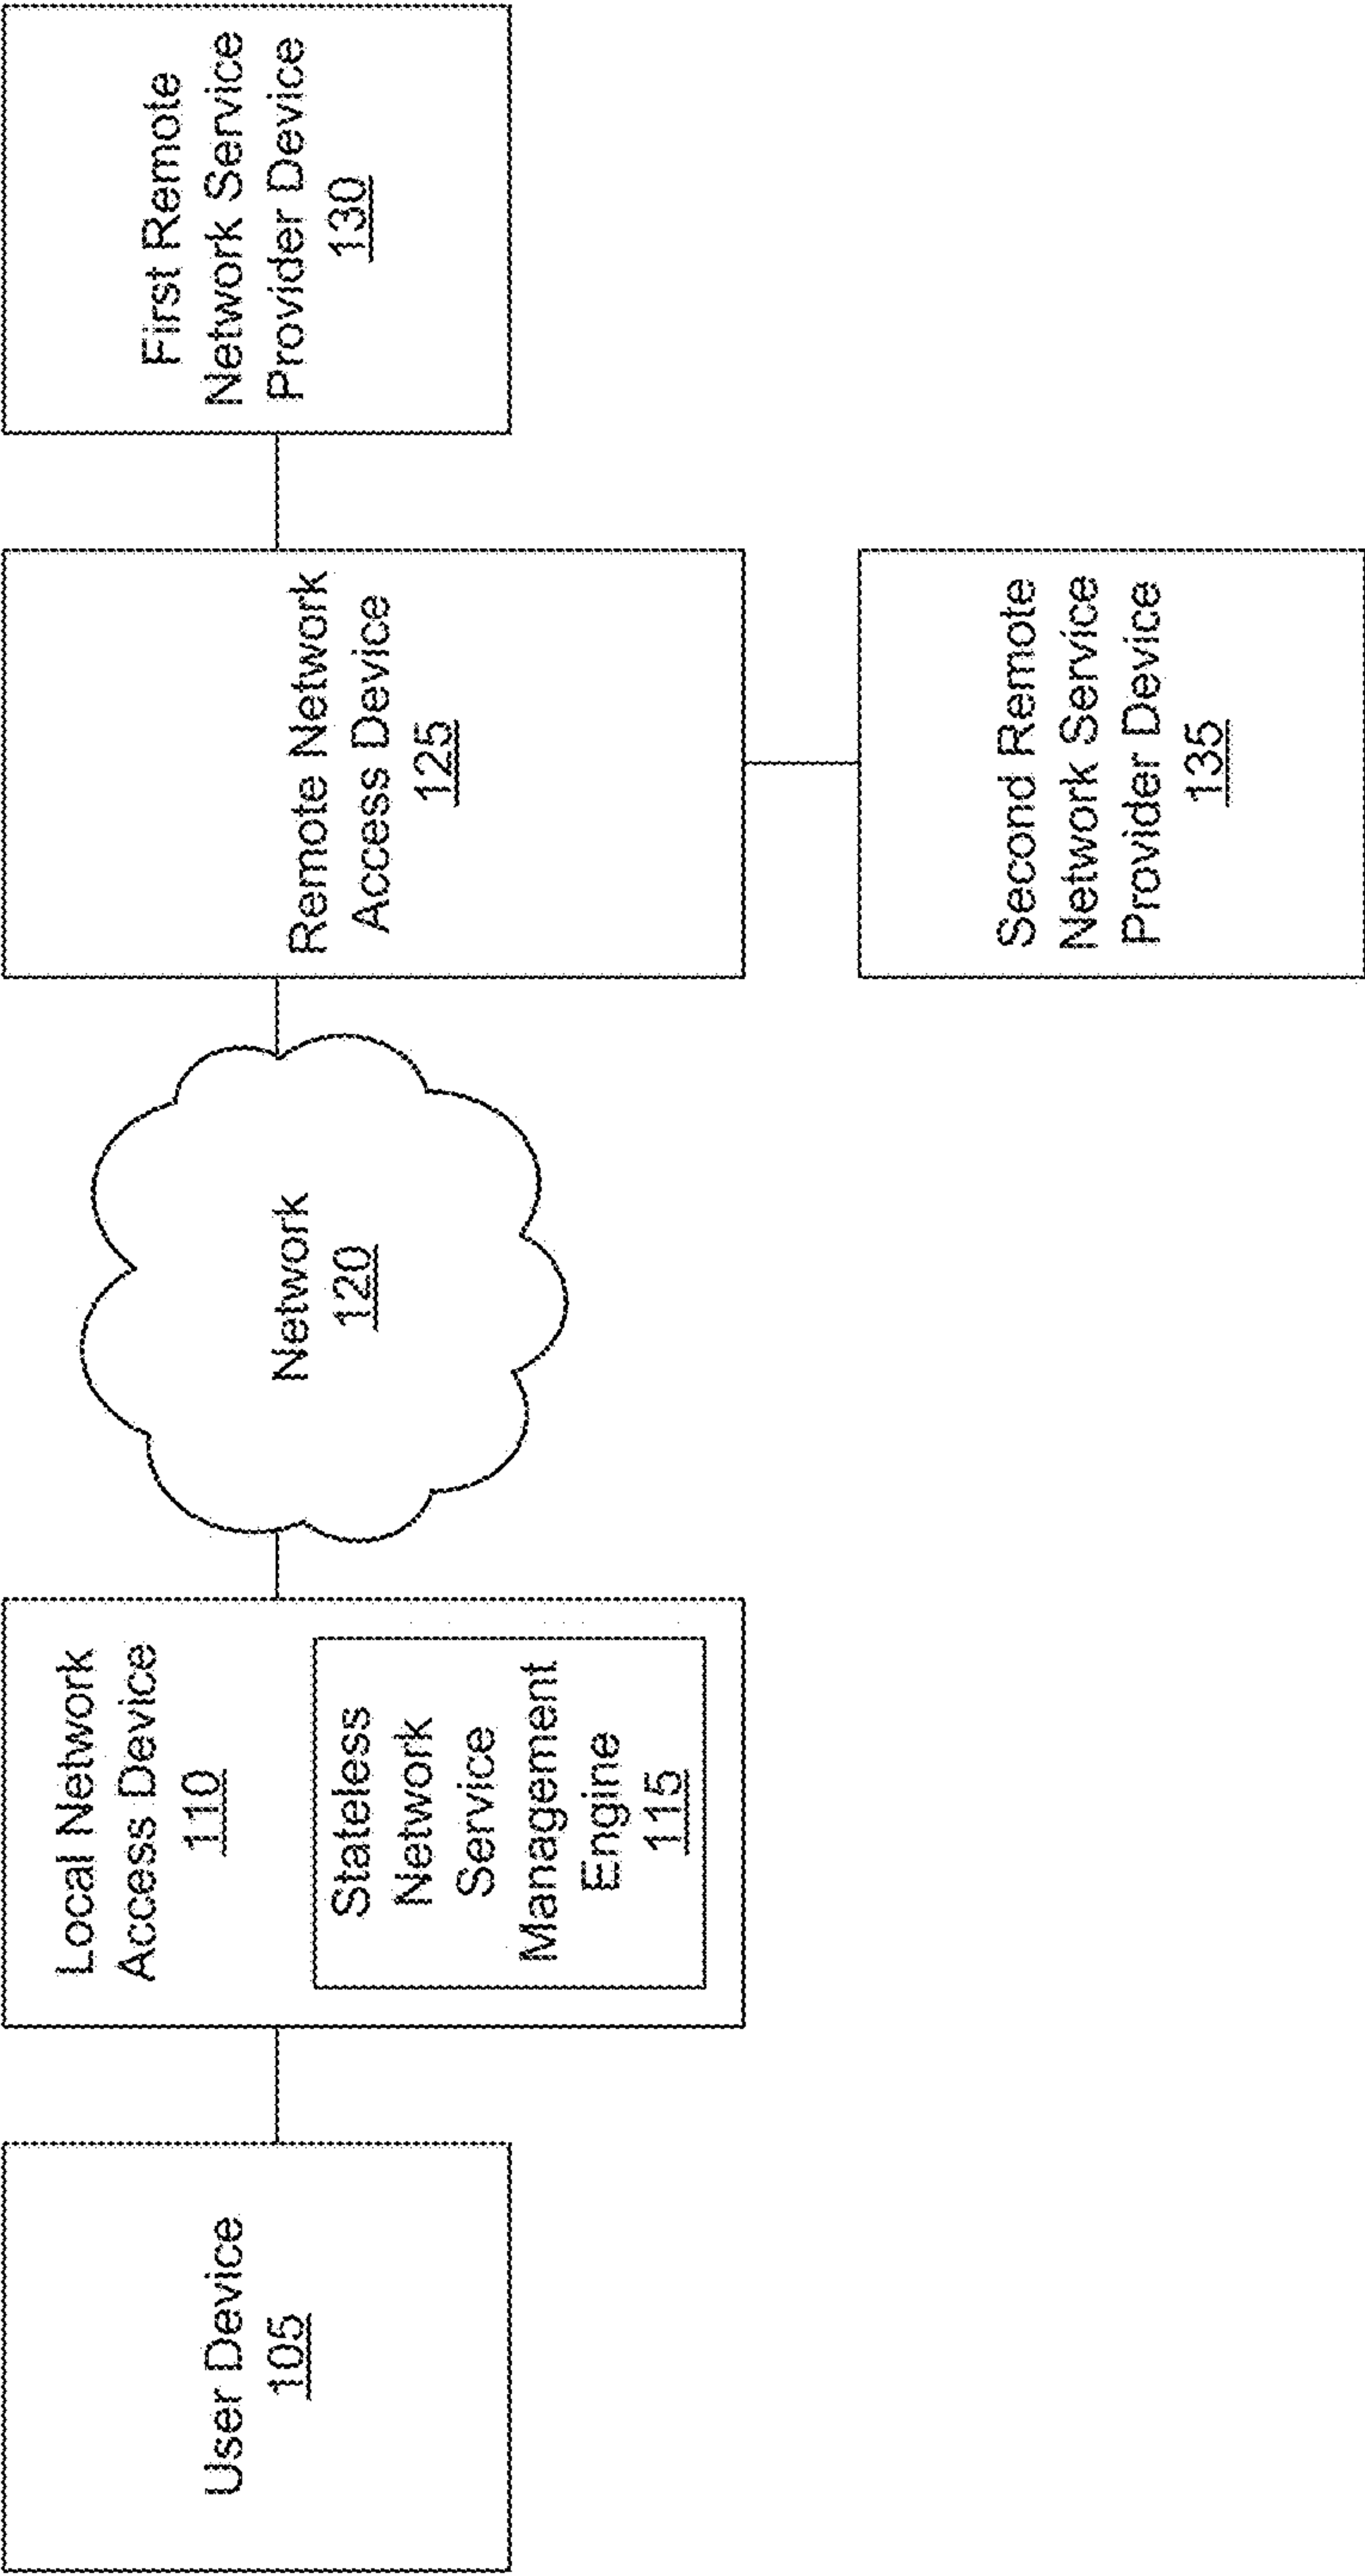 User Device
105
Local Network
Access Device
110
Stateless
Network
Service
Management
Engine
115
Network
120
Remote Network
Access Device
125
First Remote
Network Service
Provider Device
130
Second Remote
Network Service
Provider Device
135